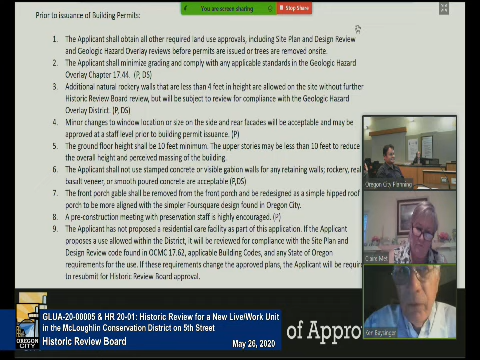 Prior to issuance of Building Permits:
You are screen sharing
Stop Share
1. The Applicant shall obtain all other required land use approvals, including Site Plan and Design Review
and Geologic Hazard Overlay reviews before permits are issued or trees are removed onsite.
2. The Applicant shall minimize grading and comply with any applicable standards in the Geologic Hazard
Overlay Chapter 17.44. (P, DS)
3. Additional natural rockery walls that are less than 4 feet in height are allowed on the site without further
Historic Review Board review, but will be subject to review for compliance with the Geologic Hazard
Overlay District. (P, DS)
4. Minor changes to window location or size on the side and rear facades will be acceptable and may be
approved at a staff level prior to building permit issuance. (P)
5. The ground floor height shall be 10 feet minimum. The upper stories may be less than 10 feet to reduce
the overall height and perceived massing of the building.
6. The Applicant shall not use stamped concrete or visible gabion walls for any retaining walls; rockery, real
basalt veneer, or smooth poured concrete are acceptable (P,DS)
7. The front porch gable shall be removed from the front porch and be redesigned as a simple hipped roof
porch to be more aligned with the simpler Foursquare design found in Oregon City.
8. A pre-construction meeting with preservation staff is highly encouraged. (P)
9. The Applicant has not proposed a residential care facility as part of this application. If the Applicant
proposes a use allowed within the District, it will be reviewed for compliance with the Site Plan and
Design Review code found in OCMC 17.62, applicable Building Codes, and any State of Oregon
requirements for the use. If these requirements change the approved plans, the Applicant will be requir
to resubmit for Historic Review Board approval.
Oregon City Planning
Claire Met
Ken Baysinger
GLUA-20-00005 & HR 20-01: Historic Review for a New Live/Work Unit
in the McLoughlin Conservation District on 5th Street
of Approv
OREGON
CITY
Historic Review Board
May 26, 2020